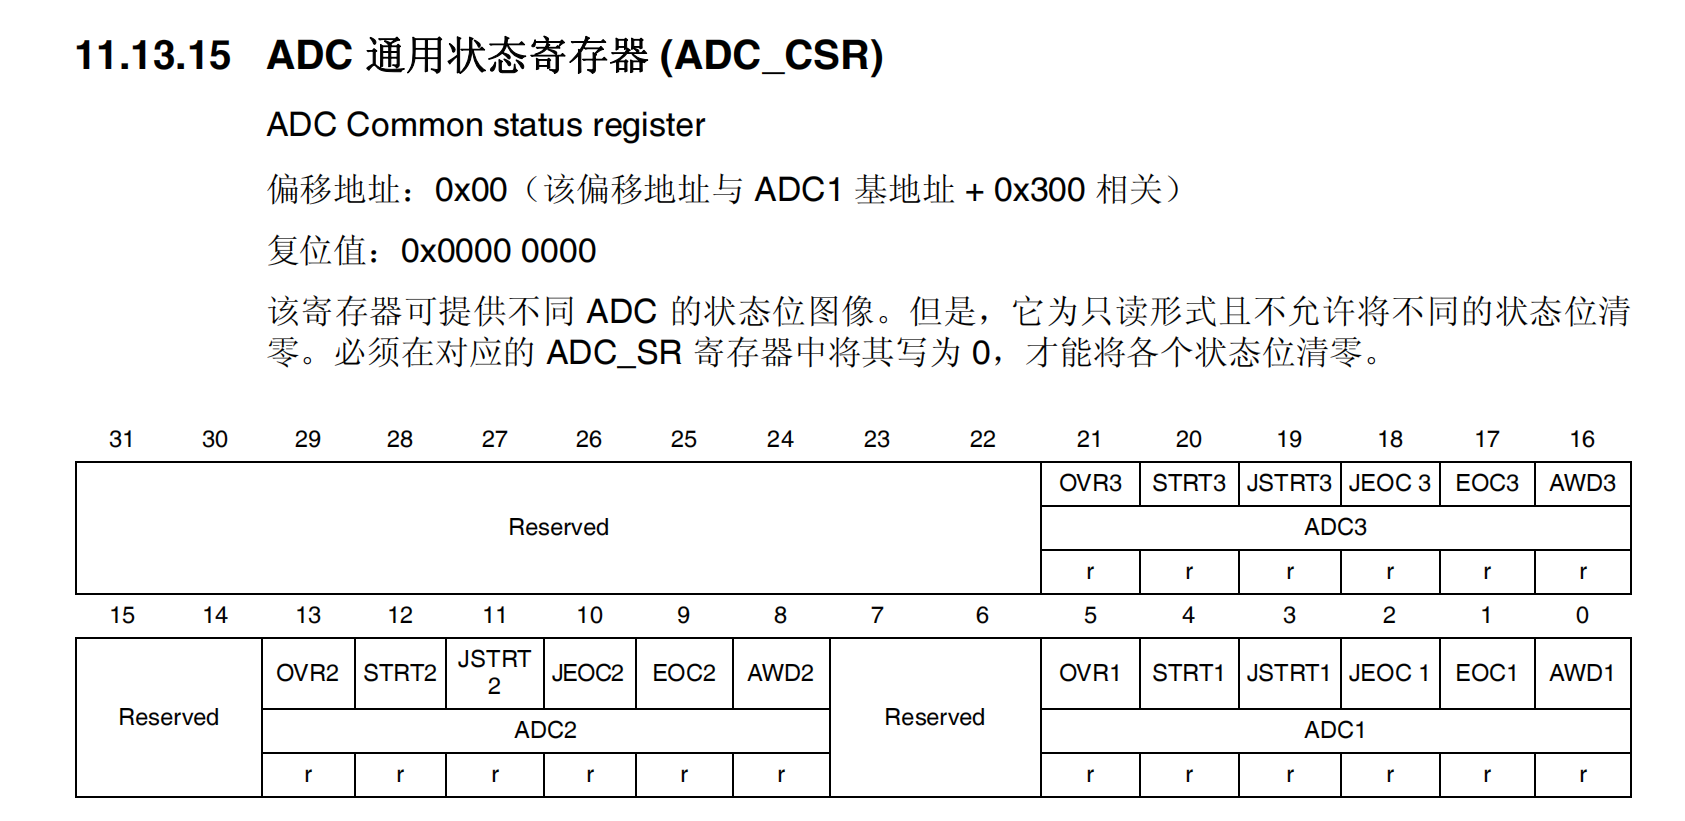 11.13.15 ADC 通用状态寄存器 (ADC_CSR)
ADC Common status register
偏移地址：0x00（该偏移地址与 ADC1 基地址 + 0x300 相关）
复位值：0x0000 0000
该寄存器可提供不同 ADC 的状态位图像。但是，它为只读形式且不允许将不同的状态位清
零。必须在对应的 ADC_SR 寄存器中将其写为 0，才能将各个状态位清零。
31 30 29 28 27 26 25 24 23 22 21 20 19 18 17 16
Reserved OVR3 STRT3 JSTRT3 JEOC 3 EOC3 AWD3
ADC3
r r r r r r
15 14 13 12 11 10 9 8 7 6 5 4 3 2 1 0
Reserved OVR2 STRT2 JSTRT 2 JEOC2 EOC2 AWD2 Reserved OVR1 STRT1 JSTRT1 JEOC 1 EOC1 AWD1
ADC2 ADC1
r r r r r r r r r r r r